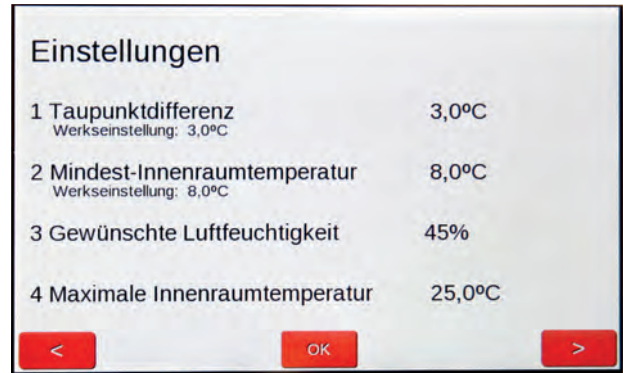 Einstellungen
1 Taupunktdifferenz 3,0ºC
Werkseinstellung: 3,0ºC
2 Mindest-Innenraumtemperatur 8,0ºC
Werkseinstellung: 8,0ºC
3 Gewünschte Luftfeuchtigkeit 45%
4 Maximale Innenraumtemperatur 25,0ºC
< OK >